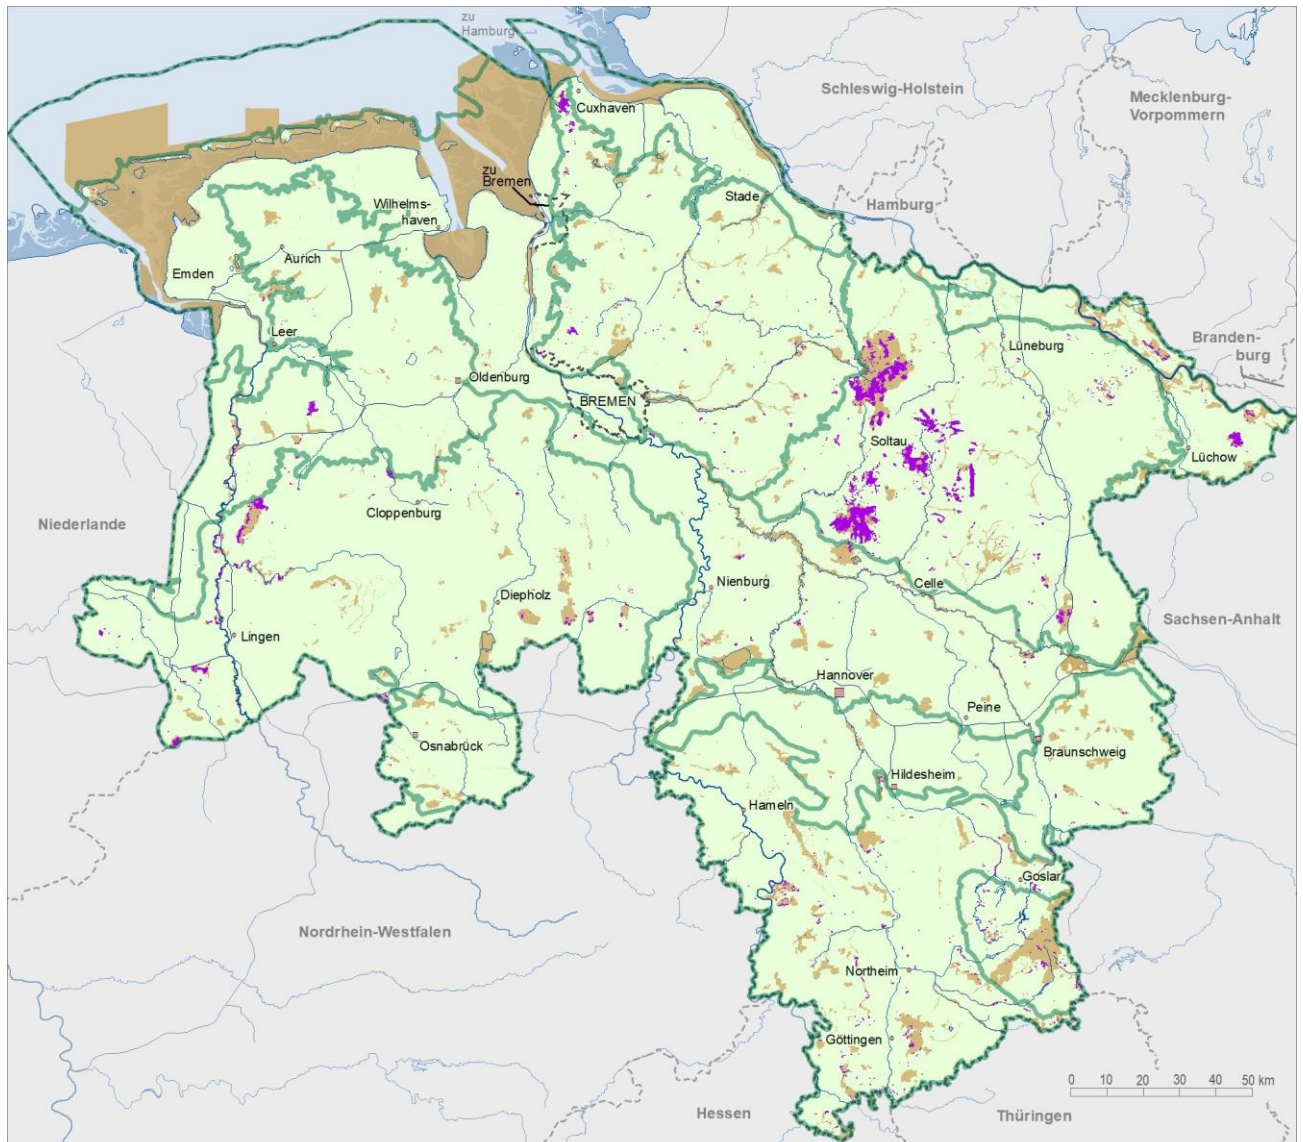 zu
Hamburg
Schleswig-Holstein
Mecklenburg-
Vorpommern
Cuxhaven
zu
Bremen
Stade
Hamburg
Wilhelms-
haven
Aurich
Emden
Leer
Lüneburg
Branden-
burg
Oldenburg
BREMEN
Soltau
Lüchow
Cloppenburg
Niederlande
Nienburg
Celle
Diepholz
Sachsen-Anhalt
Lingen
Hannover
Peine
Osnabrück
Braunschweig
Hildesheim
Hameln
Goslar
Nordrhein-Westfalen
Northeim
Göttingen
0 10 20 30 40 50 km
Hessen
Thüringen